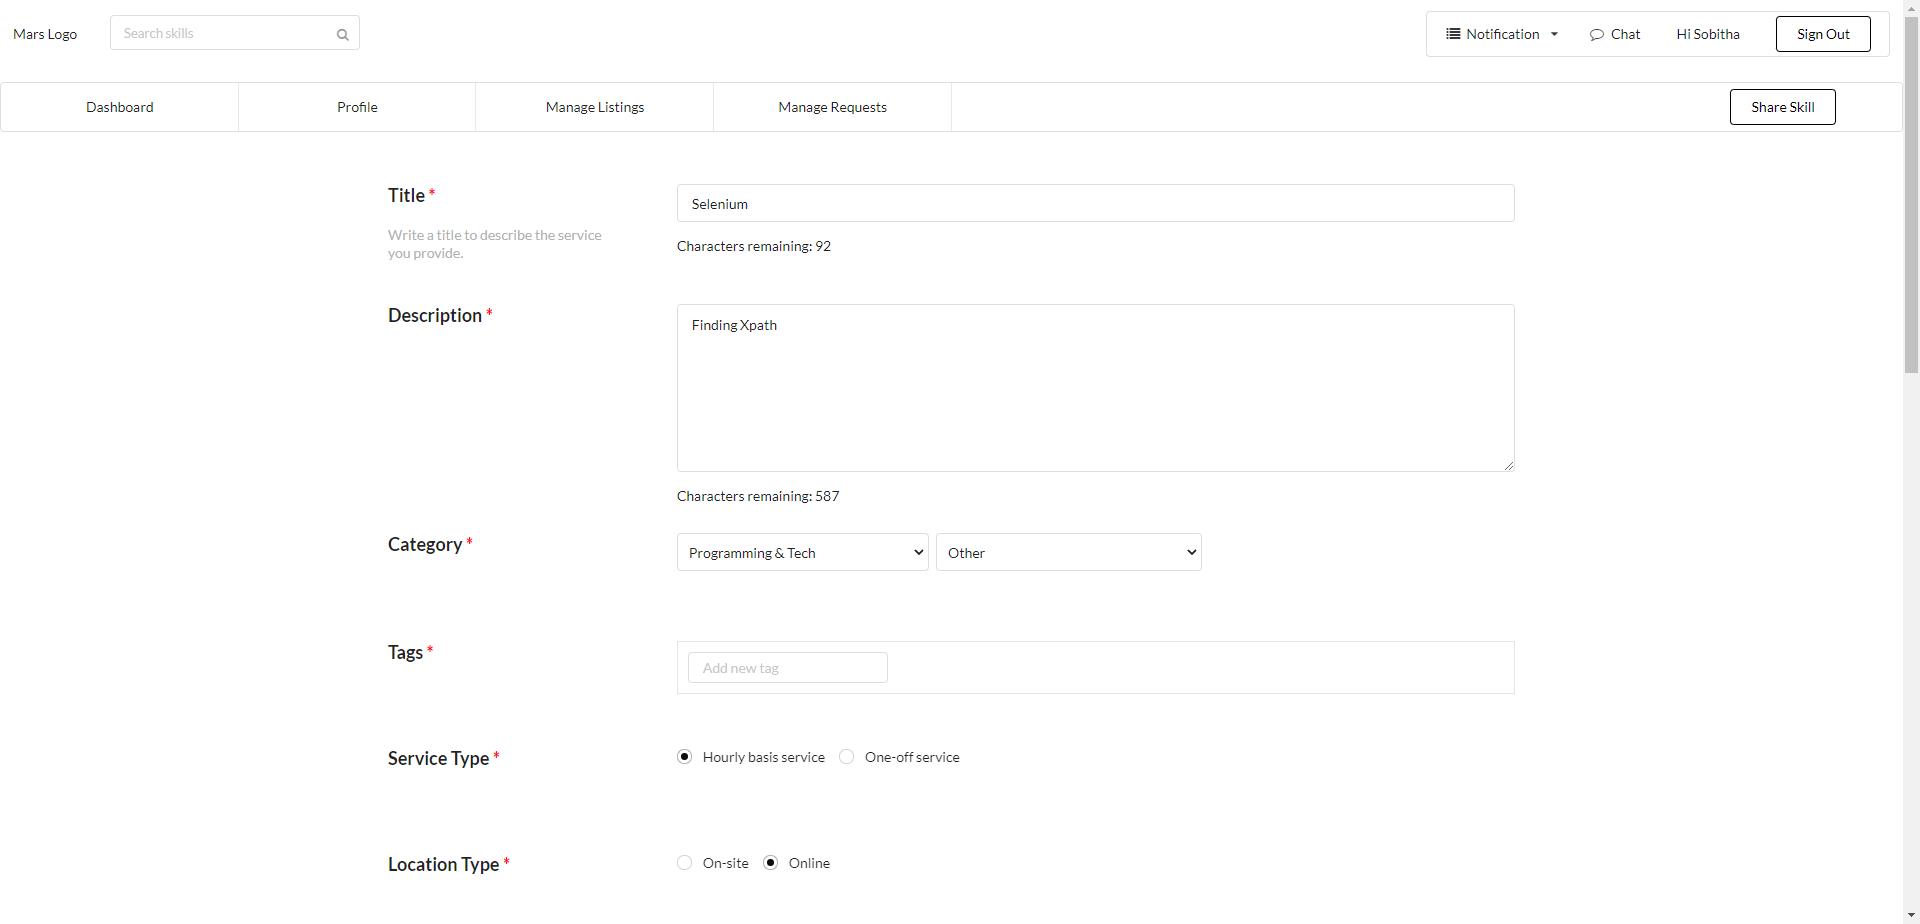 Mars Logo
Search skills
Notification
Chat
Hi Sobitha
Sign Out
Dashboard
Profile
Manage Listings
Manage Requests
Share Skill
Title *
Selenium
Write a title to describe the service
you provide.
Characters remaining: 92
Description *
Finding Xpath
Characters remaining: 587
Category *
Programming & Tech
Other
Tags *
Add new tag
Service Type *
Hourly basis service
One-off service
Location Type *
On-site
Online